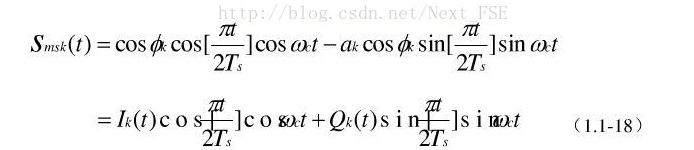 http://blog.csdn.net/Next_FSE
S_msk(t) = cos ϕ_k cos[πt/2T_s] cos ω_c t − a_k cos ϕ_k sin[πt/2T_s] sin ω_c t
= I_k(t) cos[πt/2T_s] cos ω_c t + Q_k(t) sin[πt/2T_s] sin ω_c t (1.1-18)